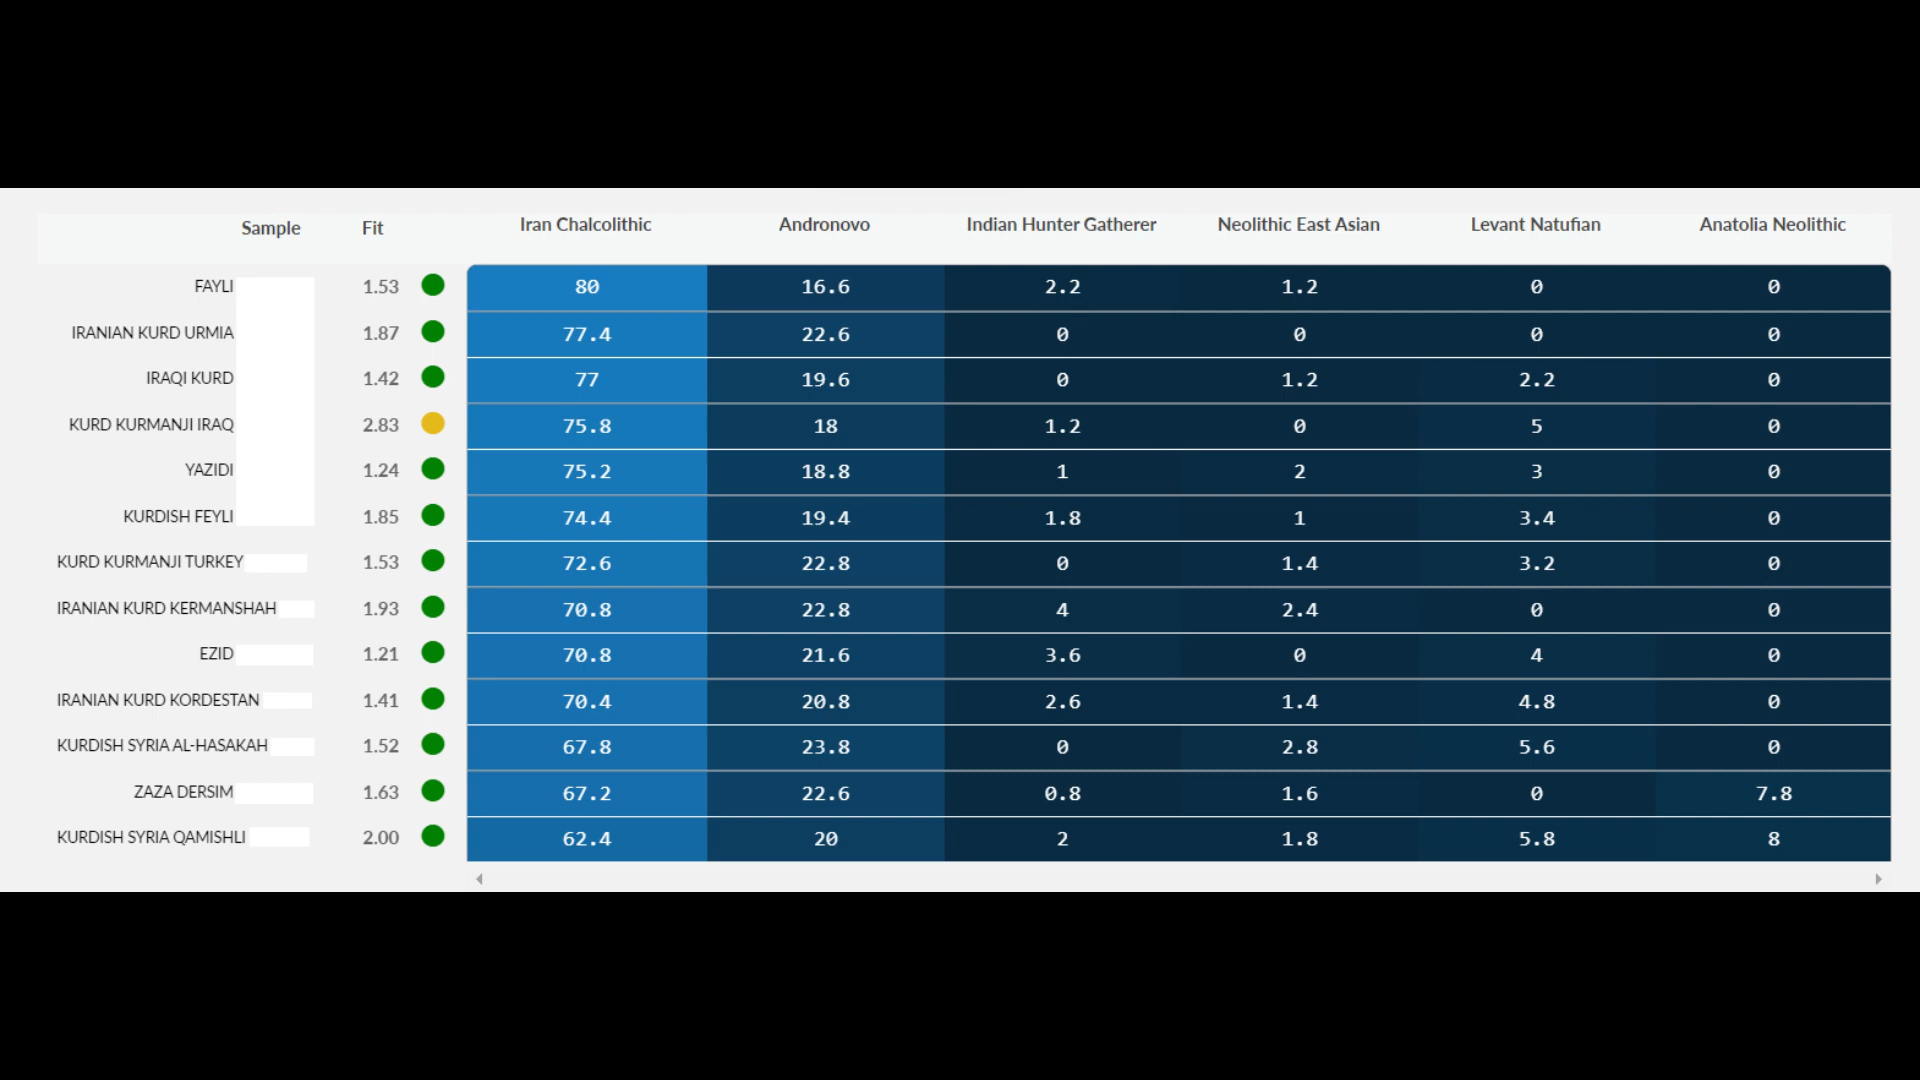 Sample Fit Iran Chalcolithic Andronovo Indian Hunter Gatherer Neolithic East Asian Levant Natufian Anatolia Neolithic
FAYLI 1.53 80 16.6 2.2 1.2 0 0
IRANIAN KURD URMIA 1.87 77.4 22.6 0 0 0 0
IRAQI KURD 1.42 77 19.6 0 1.2 2.2 0
KURD KURMANJI IRAQ 2.83 75.8 18 1.2 0 5 0
YAZIDI 1.24 75.2 18.8 1 2 3 0
KURDISH FEYLI 1.85 74.4 19.4 1.8 1 3.4 0
KURD KURMANJI TURKEY 1.53 72.6 22.8 0 1.4 3.2 0
IRANIAN KURD KERMANSHAH 1.93 70.8 22.8 4 2.4 0 0
EZID 1.21 70.8 21.6 3.6 0 4 0
IRANIAN KURD KORDESTAN 1.41 70.4 20.8 2.6 1.4 4.8 0
KURDISH SYRIA AL-HASAKAH 1.52 67.8 23.8 0 2.8 5.6 0
ZAZA DERSIM 1.63 67.2 22.6 0.8 1.6 0 7.8
KURDISH SYRIA QAMISHLI 2.00 62.4 20 2 1.8 5.8 8